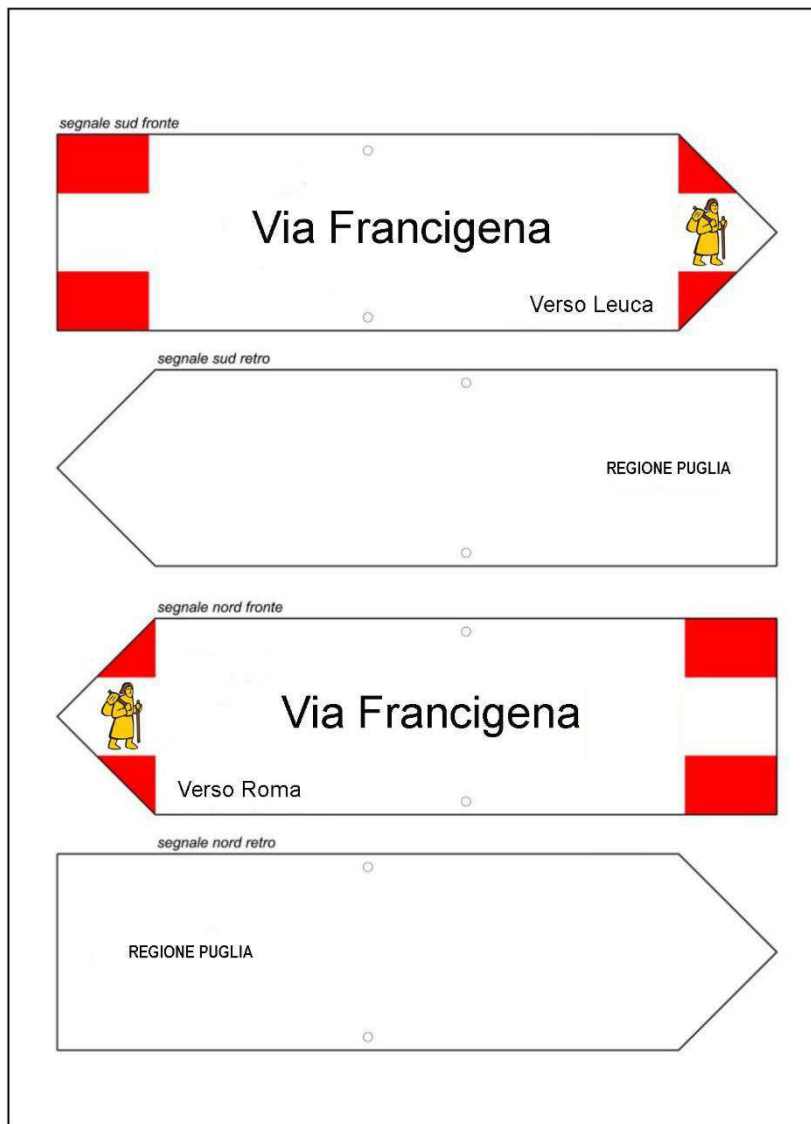 segnale sud fronte
Via Francigena
Verso Leuca
segnale sud retro
REGIONE PUGLIA
segnale nord fronte
Via Francigena
Verso Roma
segnale nord retro
REGIONE PUGLIA